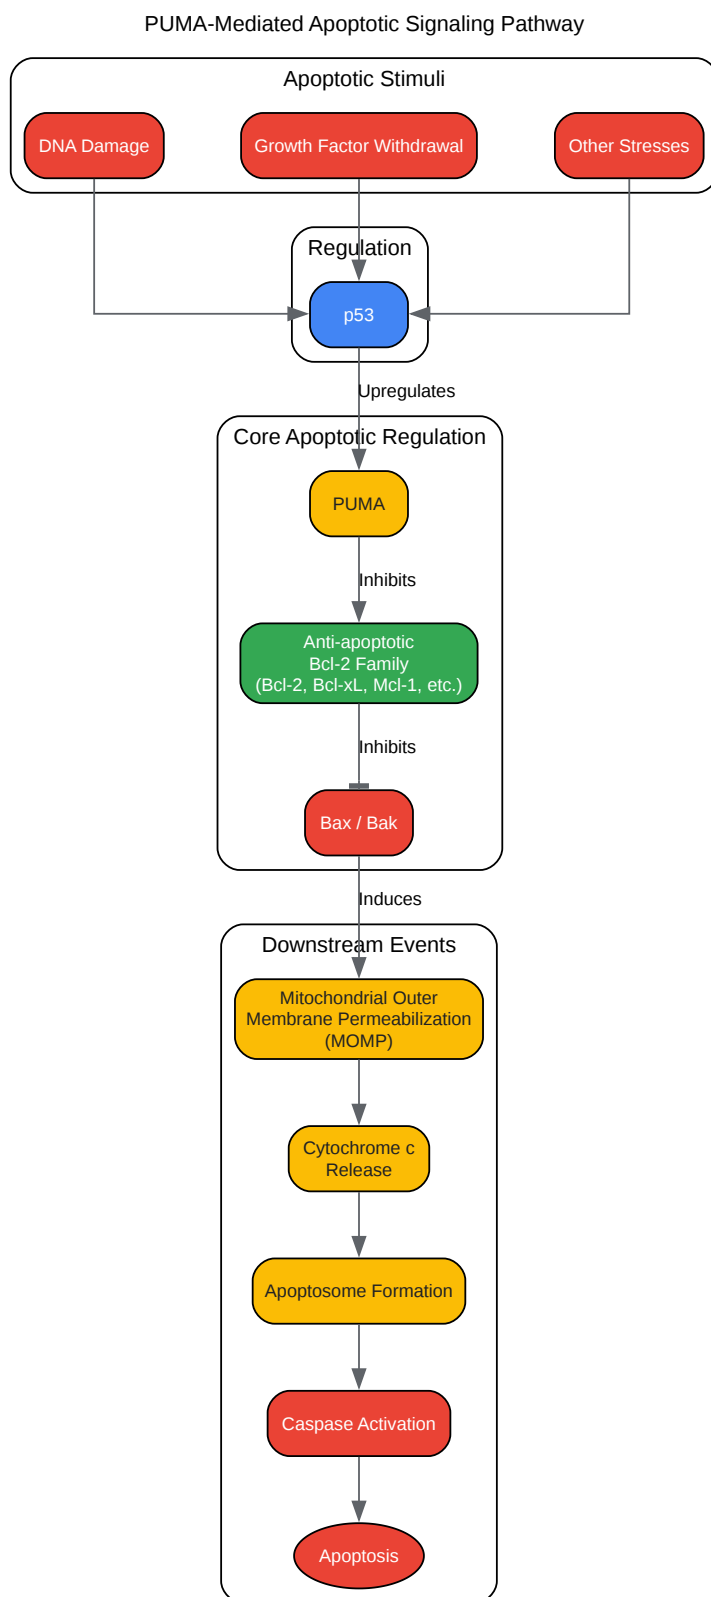 PUMA-Mediated Apoptotic Signaling Pathway
Apoptotic Stimuli
DNA Damage
Growth Factor Withdrawal
Other Stresses
Regulation
p53
Upregulates
Core Apoptotic Regulation
PUMA
Inhibits
Anti-apoptotic
Bcl-2 Family
(Bcl-2, Bcl-xL, Mcl-1, etc.)
Inhibits
Bax / Bak
Induces
Downstream Events
Mitochondrial Outer
Membrane Permeabilization
(MOMP)
Cytochrome c
Release
Apoptosome Formation
Caspase Activation
Apoptosis